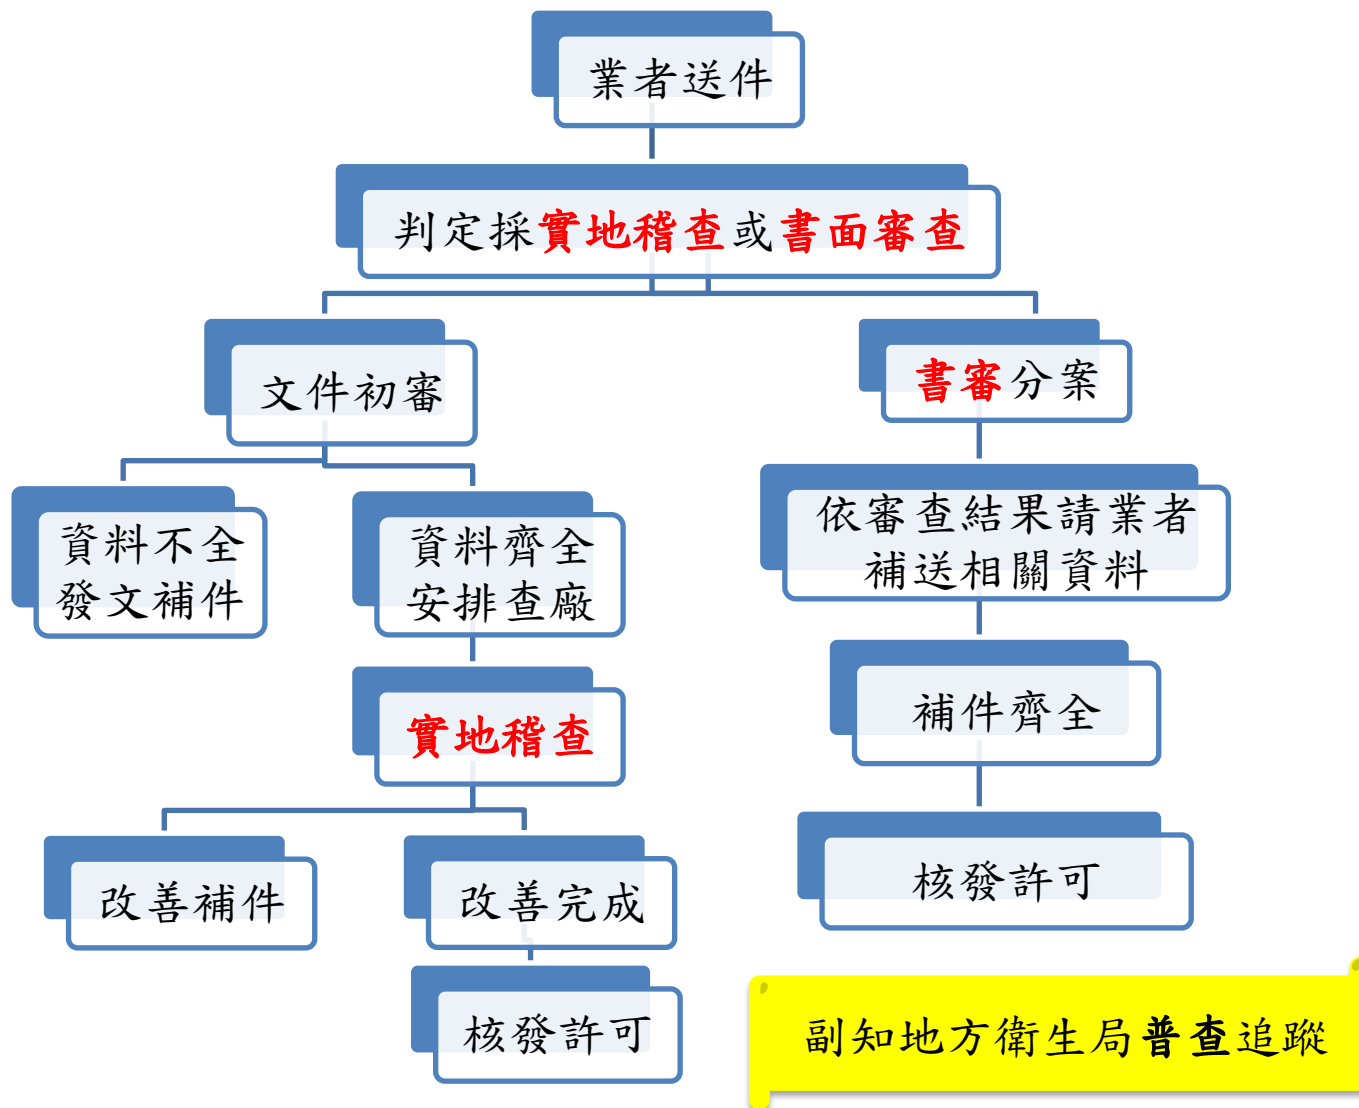 業者送件
判定採實地稽查或書面審查
文件初審
書審分案
資料不全
發文補件
資料齊全
安排查廠
依審查結果請業者
補送相關資料
實地稽查
補件齊全
改善補件
改善完成
核發許可
核發許可
副知地方衛生局普查追蹤